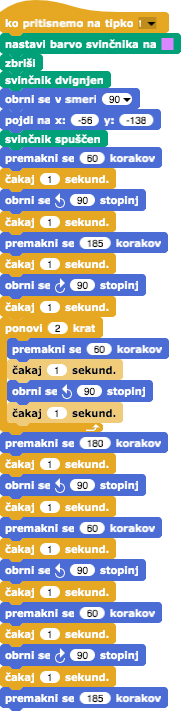 ko pritisnemo na tipko 1
nastavi barvo svinčnika na
zbriši
svinčnik dvignjen
obrni se v smeri 90
pojdi na x: -56 y: -138
svinčnik spuščen
premakni se 60 korakov
čakaj 1 sekund.
obrni se 90 stopinj
čakaj 1 sekund.
premakni se 185 korakov
čakaj 1 sekund.
obrni se 90 stopinj
čakaj 1 sekund.
ponovi 2 krat
premakni se 60 korakov
čakaj 1 sekund.
obrni se 90 stopinj
čakaj 1 sekund.
premakni se 180 korakov
čakaj 1 sekund.
obrni se 90 stopinj
čakaj 1 sekund.
premakni se 60 korakov
čakaj 1 sekund.
obrni se 90 stopinj
čakaj 1 sekund.
premakni se 60 korakov
čakaj 1 sekund.
obrni se 90 stopinj
čakaj 1 sekund.
premakni se 185 korakov